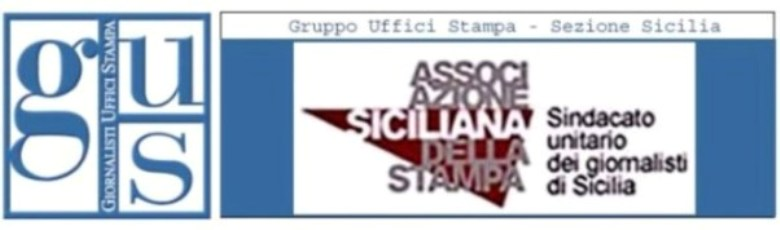 gus
GIORNALISTI UFFICI STAMPA
Gruppo Uffici Stampa - Sezione Sicilia
ASSOCI
AZIONE
SICILIANA
DELLA
STAMPA
Sindacato
unitario
dei giornalisti
di Sicilia